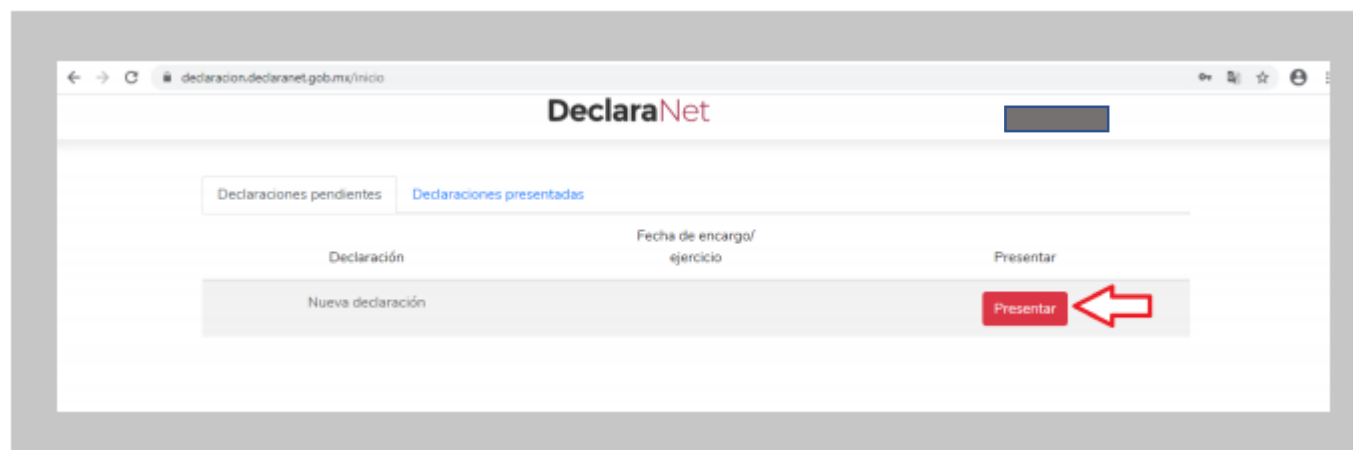 declaracion.declaranet.gob.mx/inicio
DeclaraNet
Declaraciones pendientes Declaraciones presentadas
Declaración Fecha de encargo/ejercicio Presentar
Nueva declaración Presentar